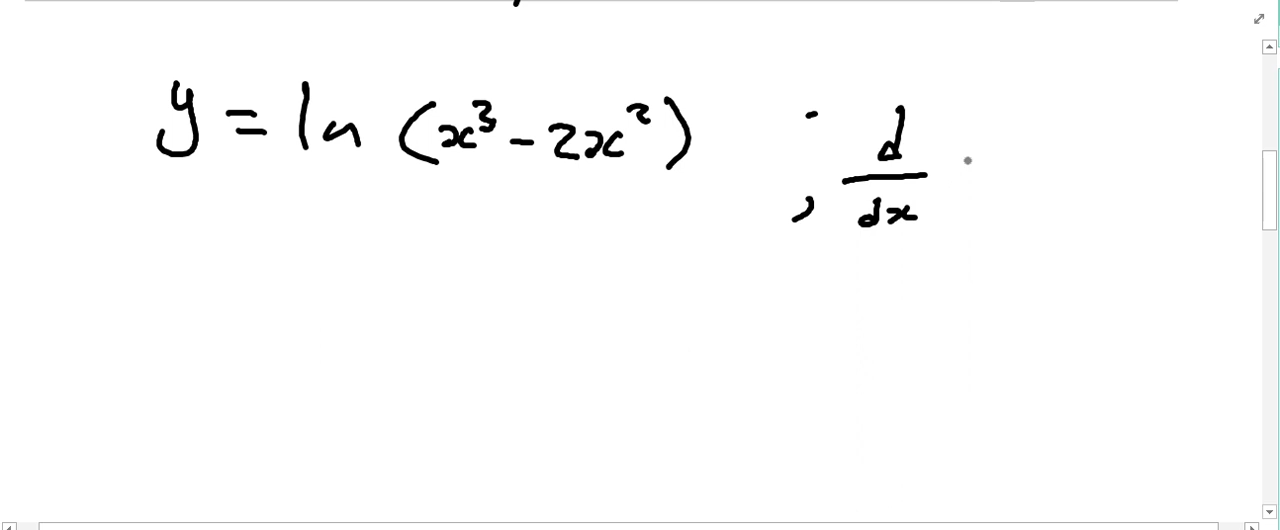 y = ln (x³ - 2x²) ; d/dx